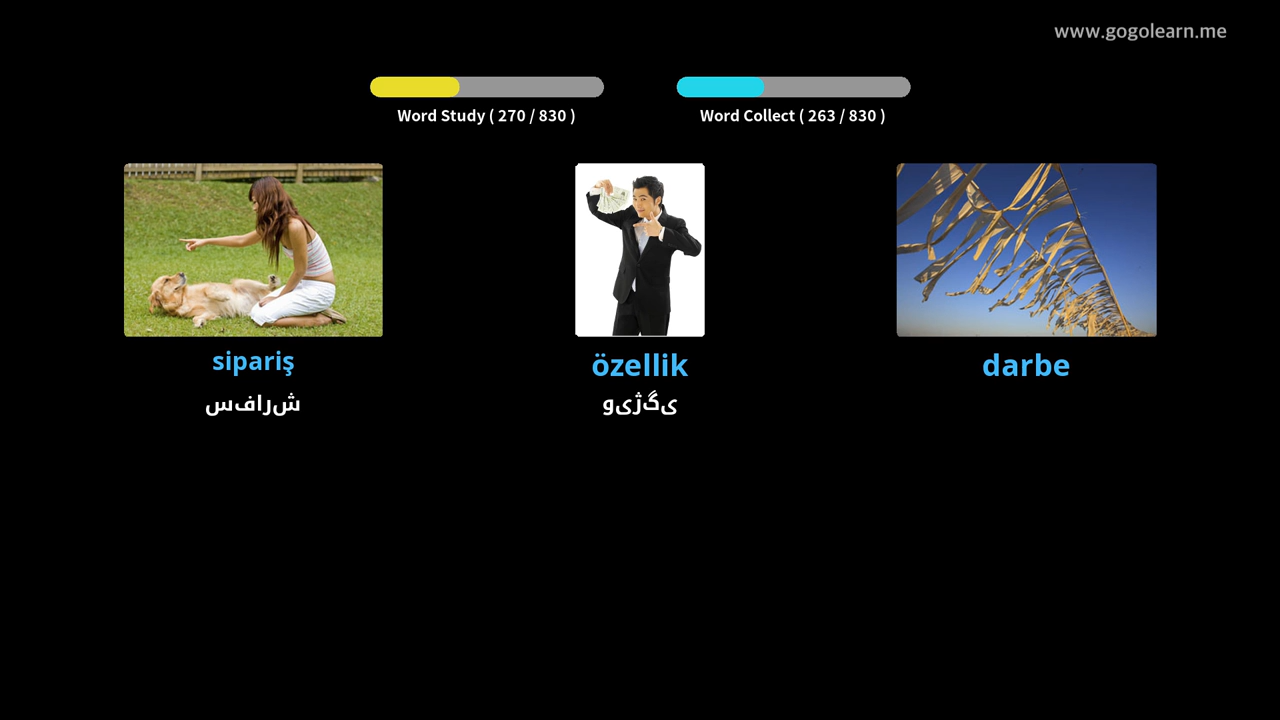 www.gogolearn.me
Word Study ( 270 / 830 )
Word Collect ( 263 / 830 )
sipariş
شرافس
özellik
یگژیو
darbe